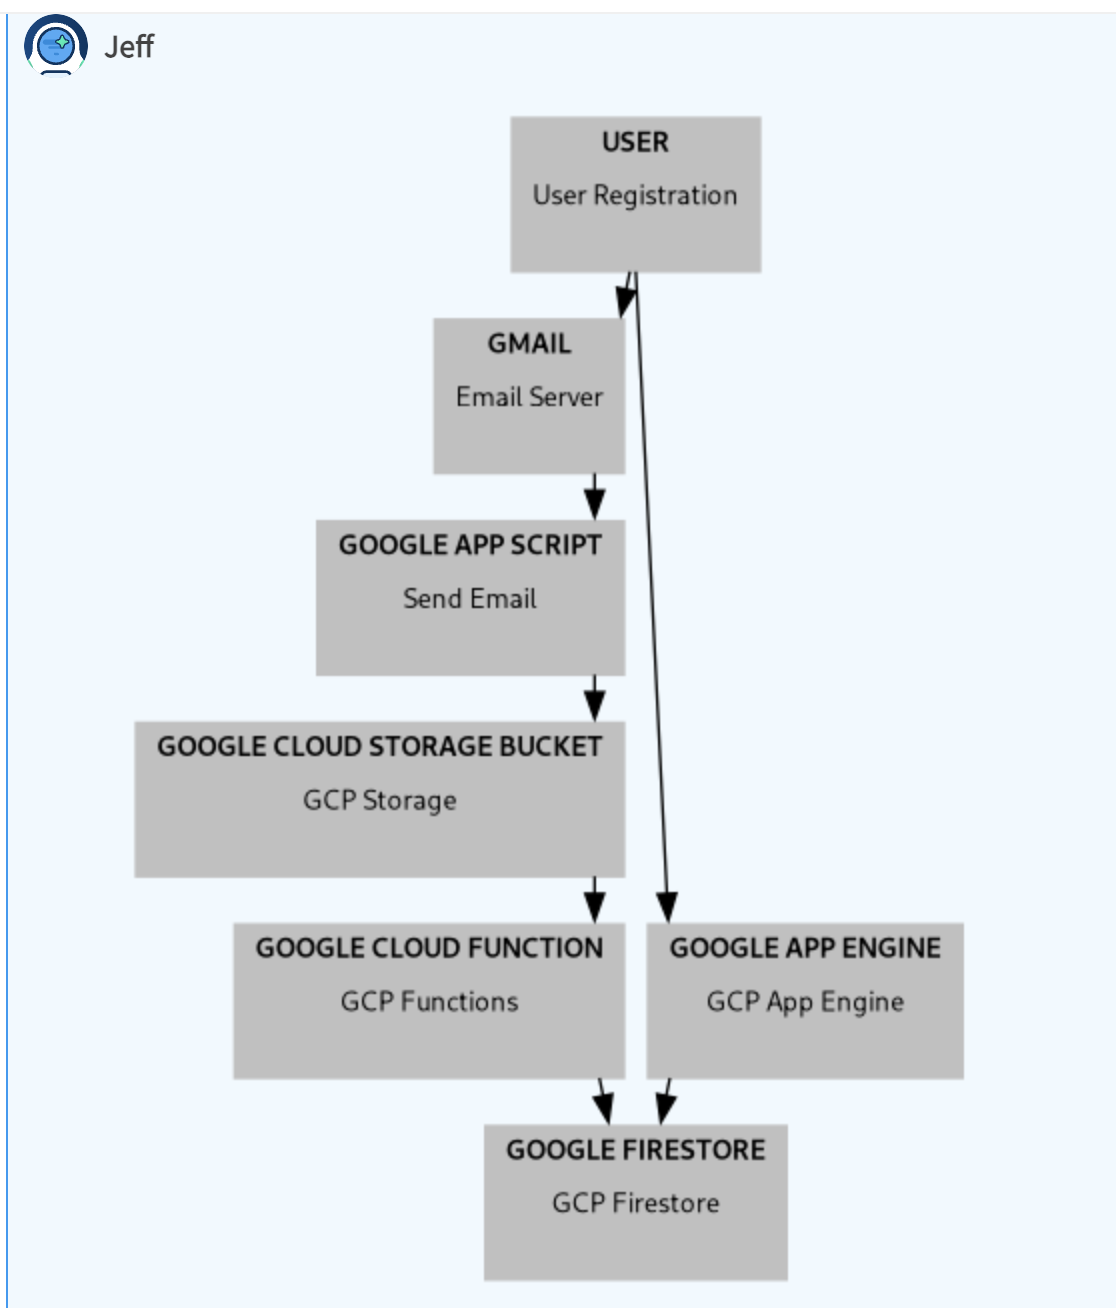 Jeff
USER
User Registration
GMAIL
Email Server
GOOGLE APP SCRIPT
Send Email
GOOGLE CLOUD STORAGE BUCKET
GCP Storage
GOOGLE CLOUD FUNCTION
GCP Functions
GOOGLE APP ENGINE
GCP App Engine
GOOGLE FIRESTORE
GCP Firestore